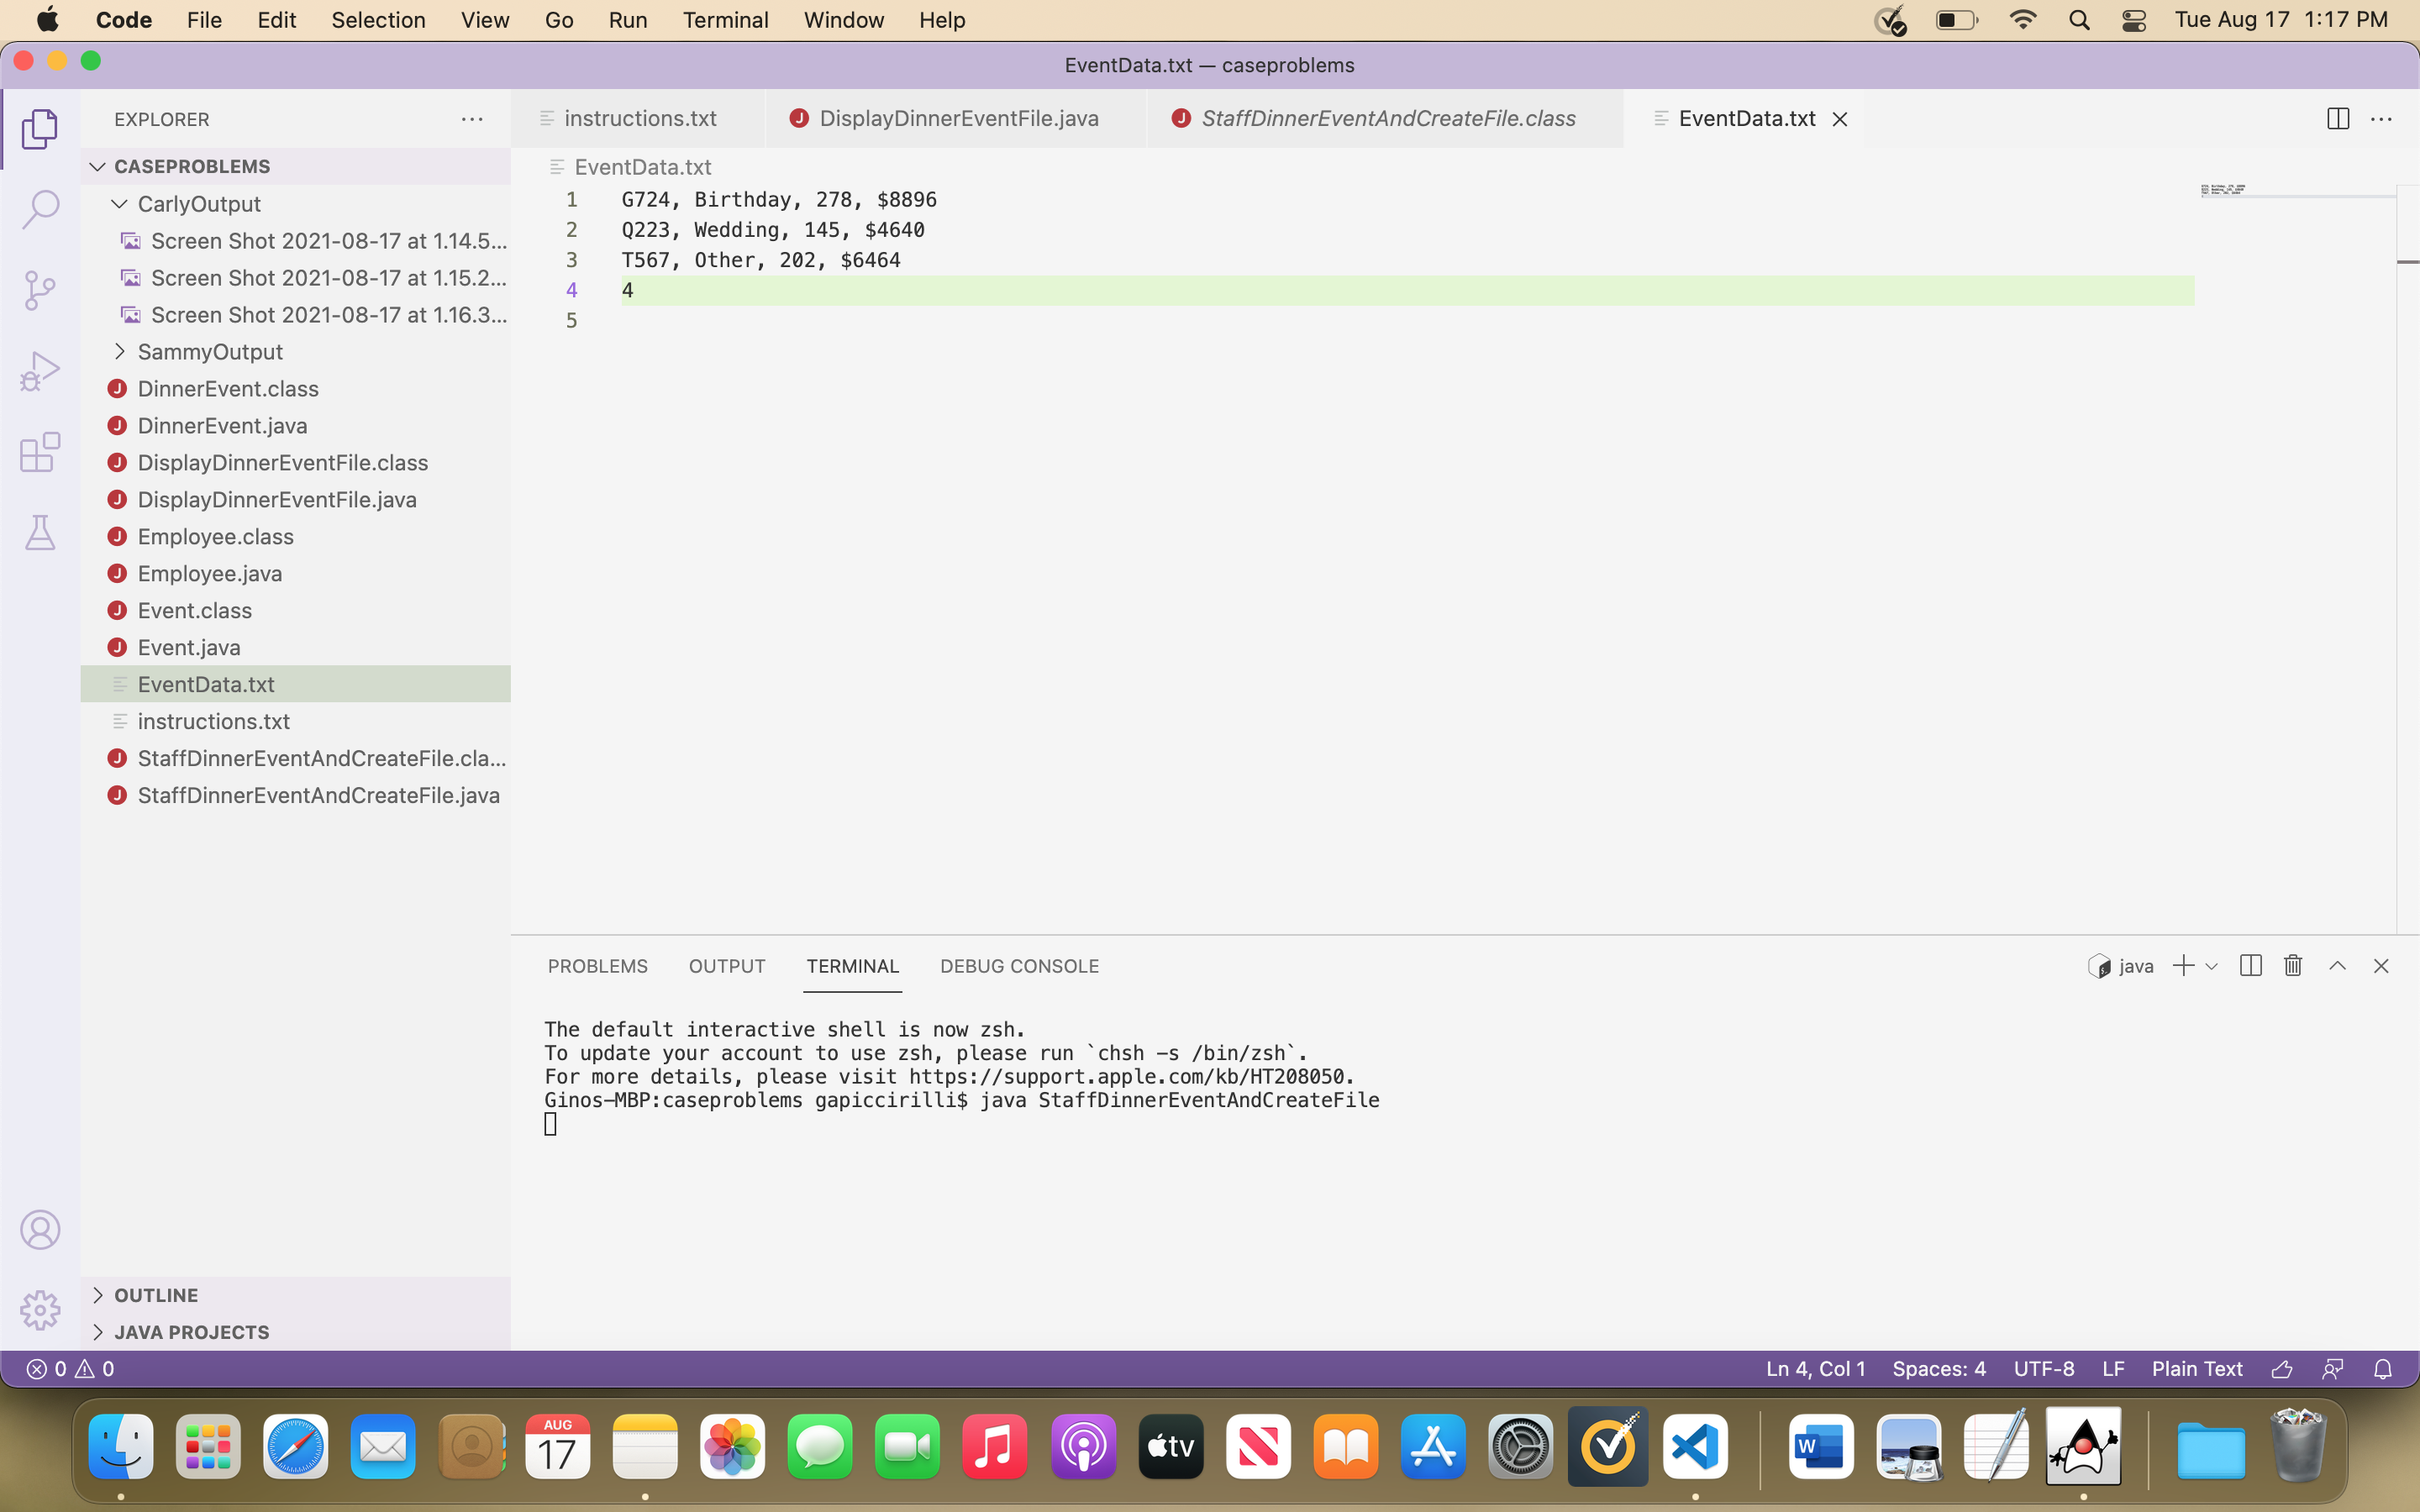 Code File Edit Selection View Go Run Terminal Window Help Tue Aug 17 1:17 PM
EventData.txt — caseproblems
EXPLORER
CASEPROBLEMS
CarlyOutput
Screen Shot 2021-08-17 at 1.14.5...
Screen Shot 2021-08-17 at 1.15.2...
Screen Shot 2021-08-17 at 1.16.3...
SammyOutput
DinnerEvent.class
DinnerEvent.java
DisplayDinnerEventFile.class
DisplayDinnerEventFile.java
Employee.class
Employee.java
Event.class
Event.java
EventData.txt
instructions.txt
StaffDinnerEventAndCreateFile.cla...
StaffDinnerEventAndCreateFile.java
OUTLINE
JAVA PROJECTS
instructions.txt DisplayDinnerEventFile.java StaffDinnerEventAndCreateFile.class EventData.txt
EventData.txt
1 G724, Birthday, 278, $8896
2 Q223, Wedding, 145, $4640
3 T567, Other, 202, $6464
4 4
5
PROBLEMS OUTPUT TERMINAL DEBUG CONSOLE java
The default interactive shell is now zsh.
To update your account to use zsh, please run `chsh -s /bin/zsh`.
For more details, please visit https://support.apple.com/kb/HT208050.
Ginos-MBP:caseproblems gapiccirilli$ java StaffDinnerEventAndCreateFile
0 0 Ln 4, Col 1 Spaces: 4 UTF-8 LF Plain Text
AUG
17
tv
W